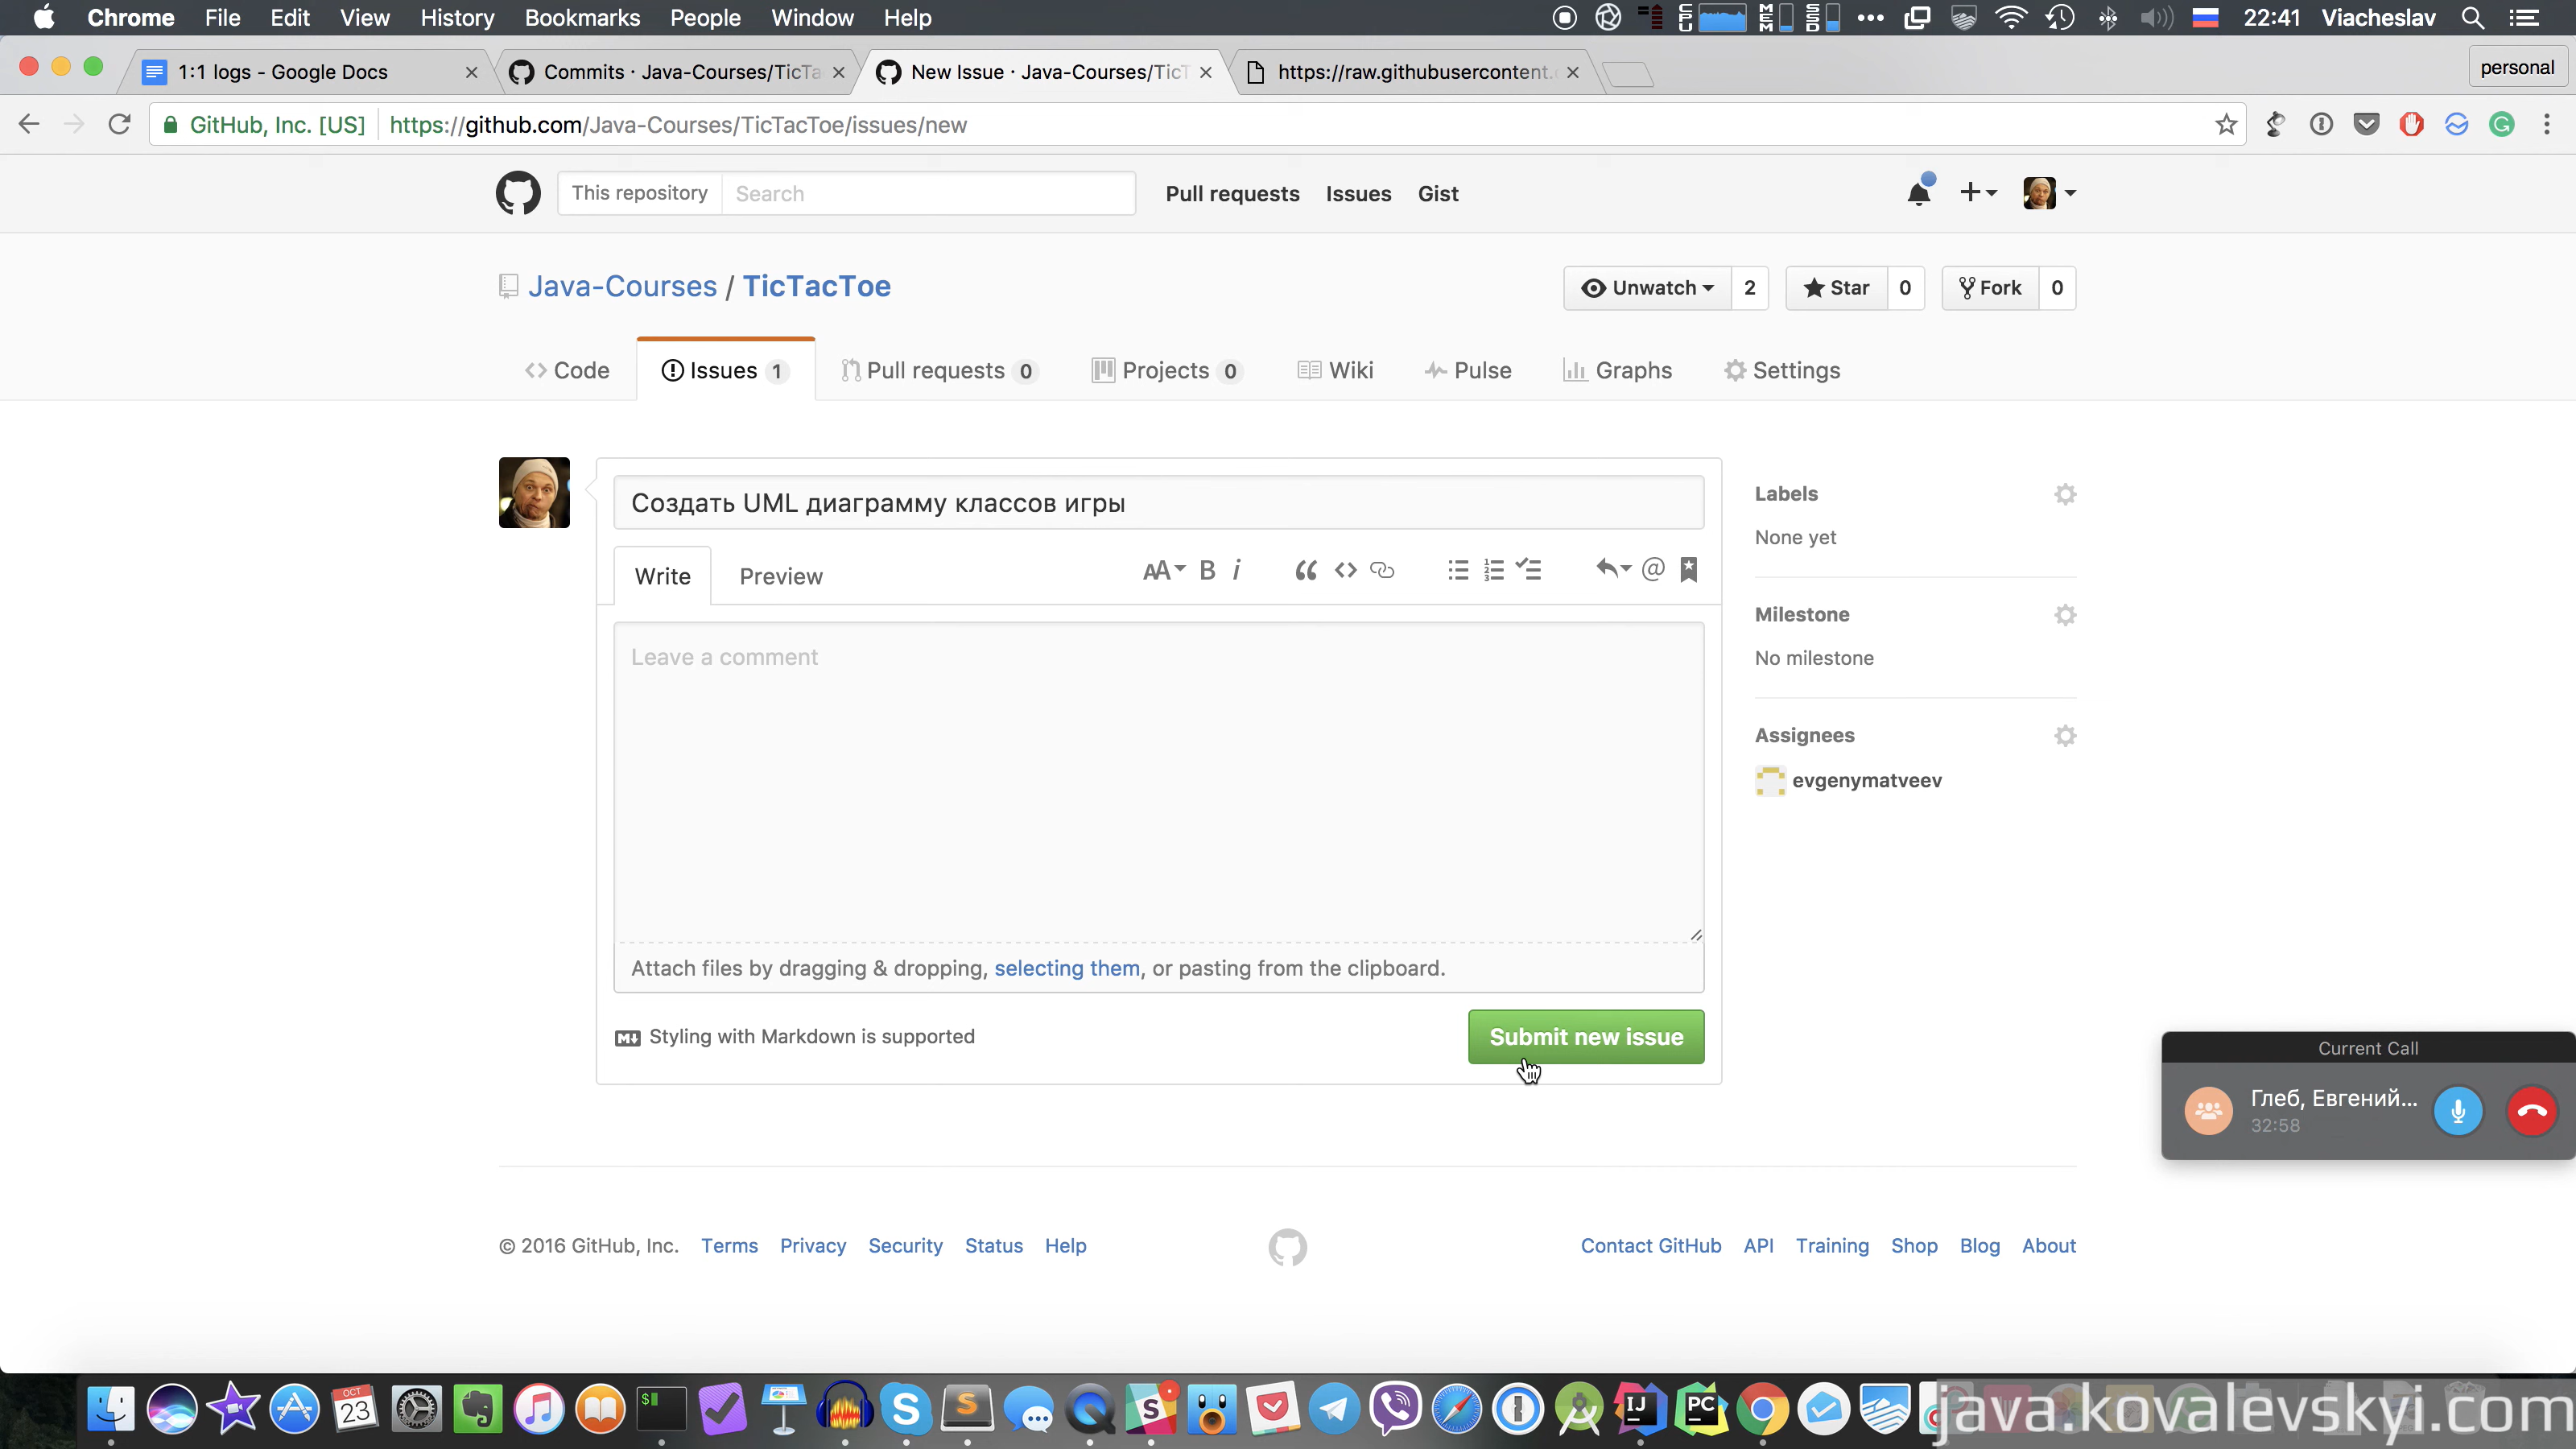 Chrome File Edit View History Bookmarks People Window Help
CPU MEM SSD 22:41 Viacheslav
1:1 logs - Google Docs
Commits · Java-Courses/TicTa
New Issue · Java-Courses/TicT
https://raw.githubusercontent.
personal
GitHub, Inc. [US] https://github.com/Java-Courses/TicTacToe/issues/new
This repository Search Pull requests Issues Gist
Java-Courses / TicTacToe
Unwatch 2 Star 0 Fork 0
Code Issues 1 Pull requests 0 Projects 0 Wiki Pulse Graphs Settings
Создать UML диаграмму классов игры
Write Preview
AA B i
Leave a comment
Attach files by dragging & dropping, selecting them, or pasting from the clipboard.
Styling with Markdown is supported
Submit new issue
Labels
None yet
Milestone
No milestone
Assignees
evgenymatveev
Current Call
Глеб, Евгений...
32:58
© 2016 GitHub, Inc. Terms Privacy Security Status Help
Contact GitHub API Training Shop Blog About
OCT
23
java.kovalevskyi.com